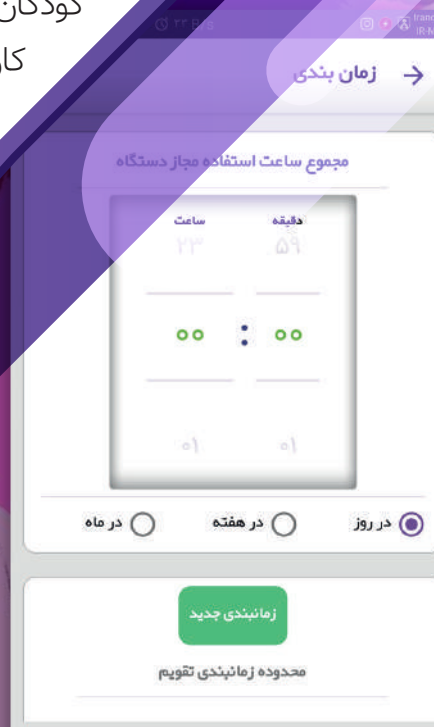 کودکان
۲۳ B/s
زمان بندی
مجموع ساعت استفاده مجاز دستگاه
دقیقه ساعت
۵۹ ۲۳
۰۰ : ۰۰
۰۱ ۰۱
در روز در هفته در ماه
زمانبندی جدید
محدوده زمانبندی تقویم